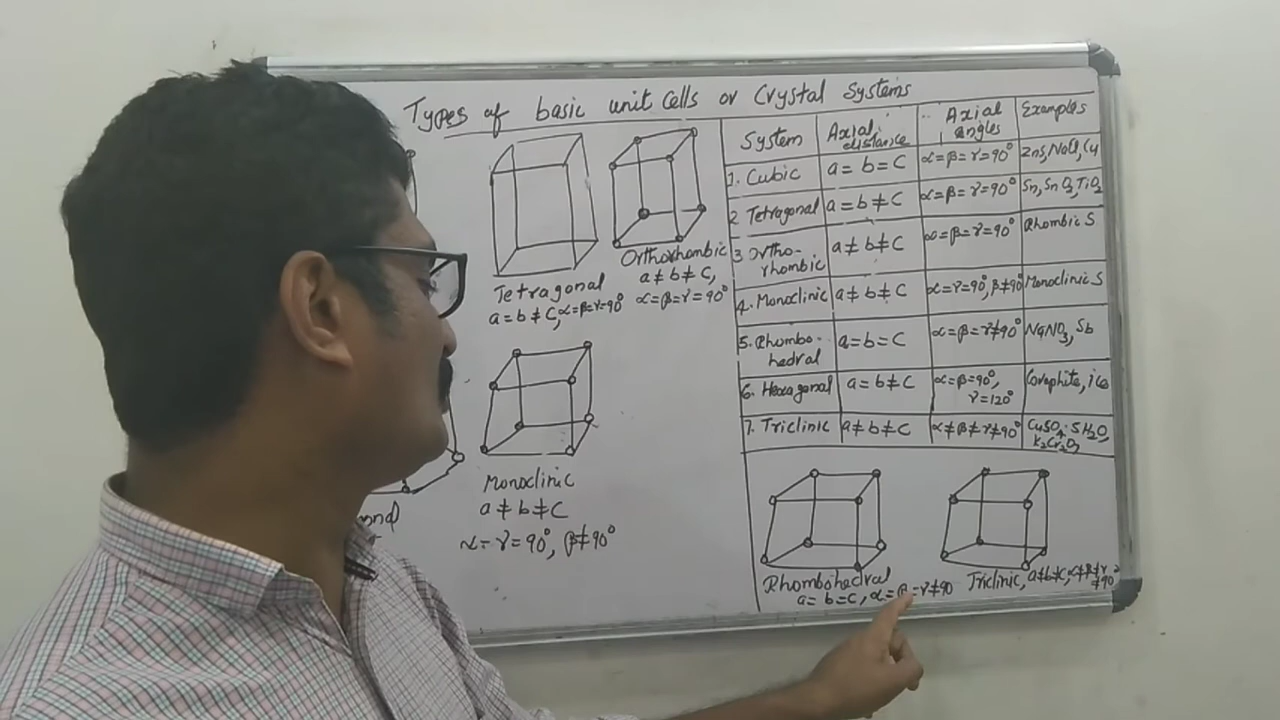 Types of basic unit Cells or Crystal Systems
Tetragonal
a = b ≠ C, α=β=γ=90°
Orthorhombic
a ≠ b ≠ C,
α=β=γ=90°
Monoclinic
a ≠ b ≠ C
α=γ=90°, β≠90°
System Axial distance Axial angles Examples
1. Cubic a = b = C α=β=γ=90° ZnS, NaCl, Cu
2 Tetragonal a = b ≠ C α=β=γ=90° Sn, SnO2, TiO2
3 Ortho-rhombic a ≠ b ≠ C α=β=γ=90° Rhombic S
4. Monoclinic a ≠ b ≠ C α=γ=90°, β≠90° Monoclinic S
5. Rhombo-hedral a = b = C α=β=γ≠90° NaNO3, Sb
6. Hexagonal a = b ≠ C α=β=90°, γ=120° Graphite, ice
7. Triclinic a ≠ b ≠ C α≠β≠γ≠90° CuSO4·5H2O, K2Cr2O7
Rhombohedral
a = b = C, α=β=γ≠90
Triclinic, a≠b≠C, α≠β≠γ≠90°